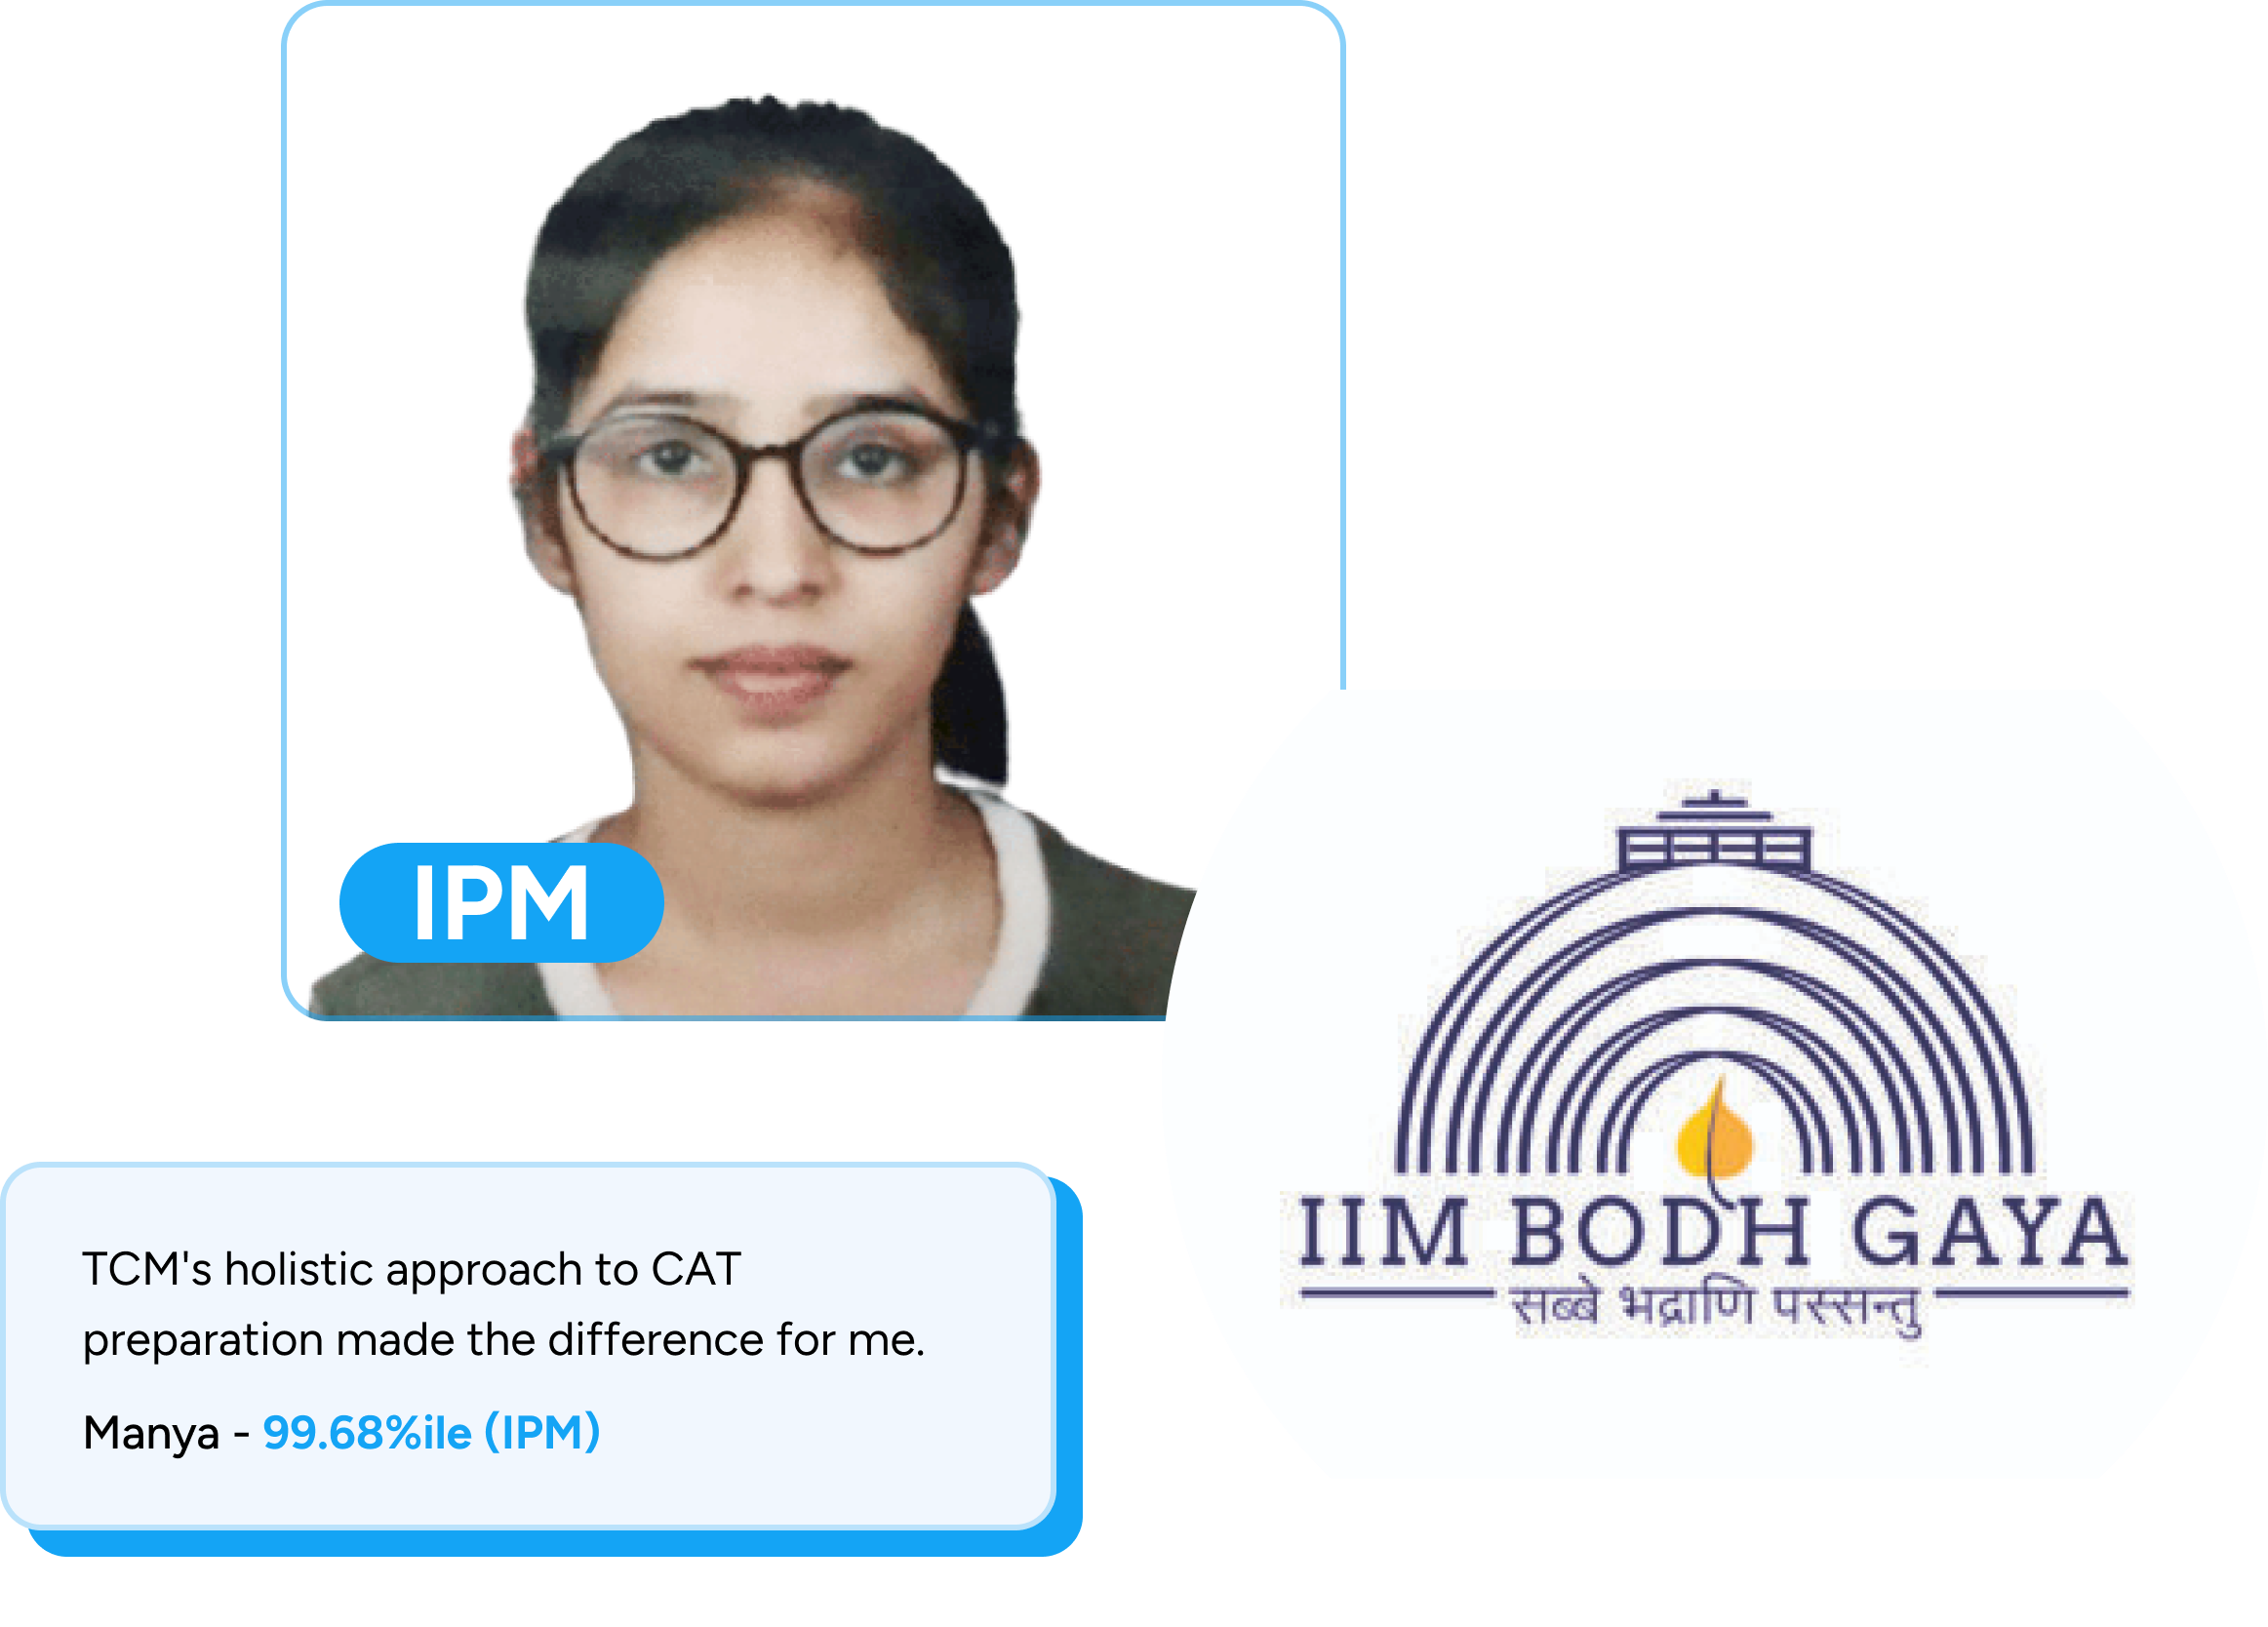 IPM
IIM BODH GAYA
सब्बे भद्राणि पस्सन्तु
TCM's holistic approach to CAT
preparation made the difference for me.
Manya - 99.68%ile (IPM)